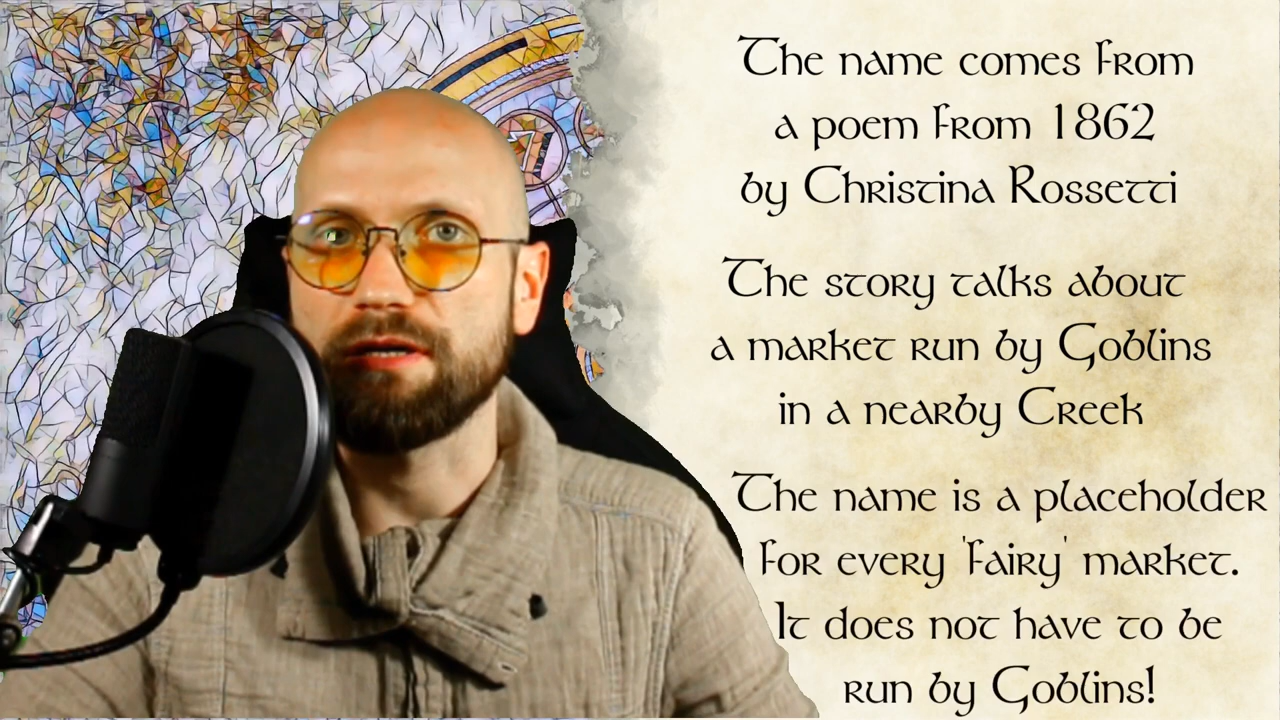 The name comes from
a poem from 1862
by Christina Rossetti
The story talks about
a market run by Goblins
in a nearby Creek
The name is a placeholder
for every 'fairy' market.
It does not have to be
run by Goblins!